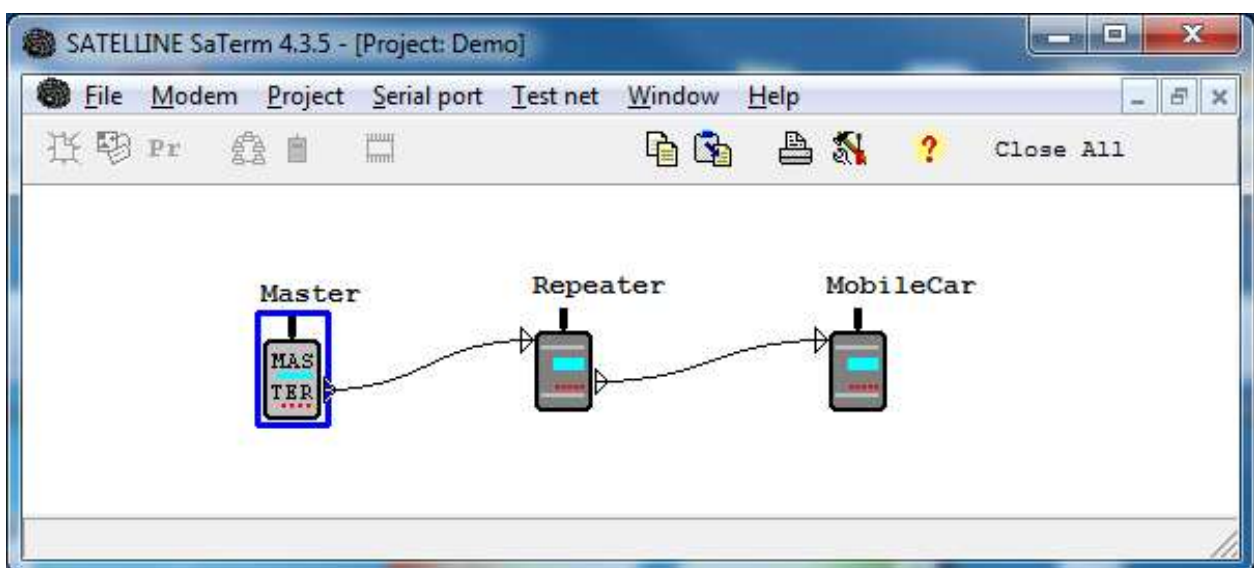 SATELLINE SaTerm 4.3.5 - [Project: Demo]
File Modem Project Serial port Test net Window Help
Pr ? Close All
Master Repeater MobileCar
MAS
TER